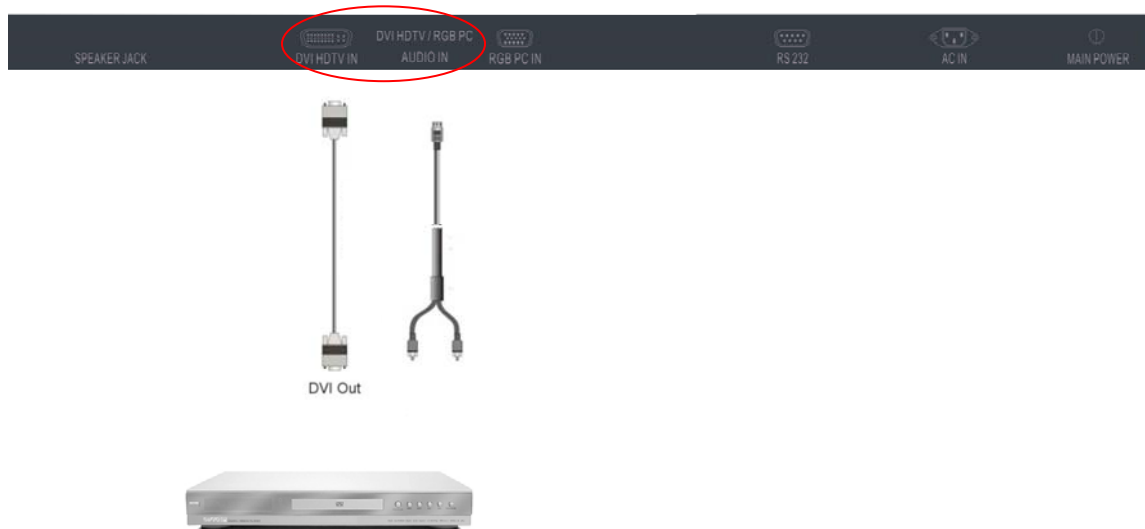 DVI HDTV / RGB PC
SPEAKER JACK
DVI HDTV IN
AUDIO IN
RGB PC IN
RS 232
AC IN
MAIN POWER
DVI Out